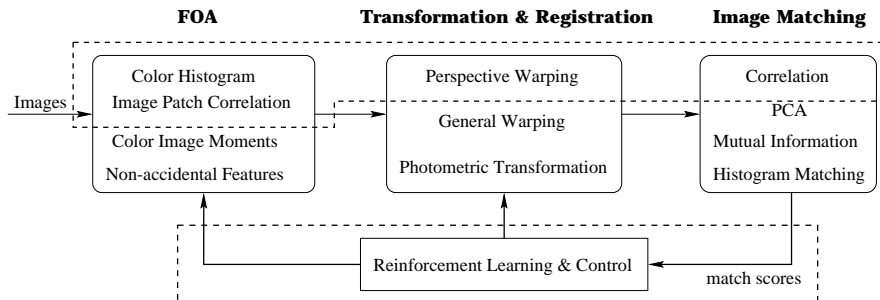 FOA
Transformation & Registration
Image Matching
Images
Color Histogram
Image Patch Correlation
Color Image Moments
Non-accidental Features
Perspective Warping
General Warping
Photometric Transformation
Correlation
PCA
Mutual Information
Histogram Matching
Reinforcement Learning & Control
match scores